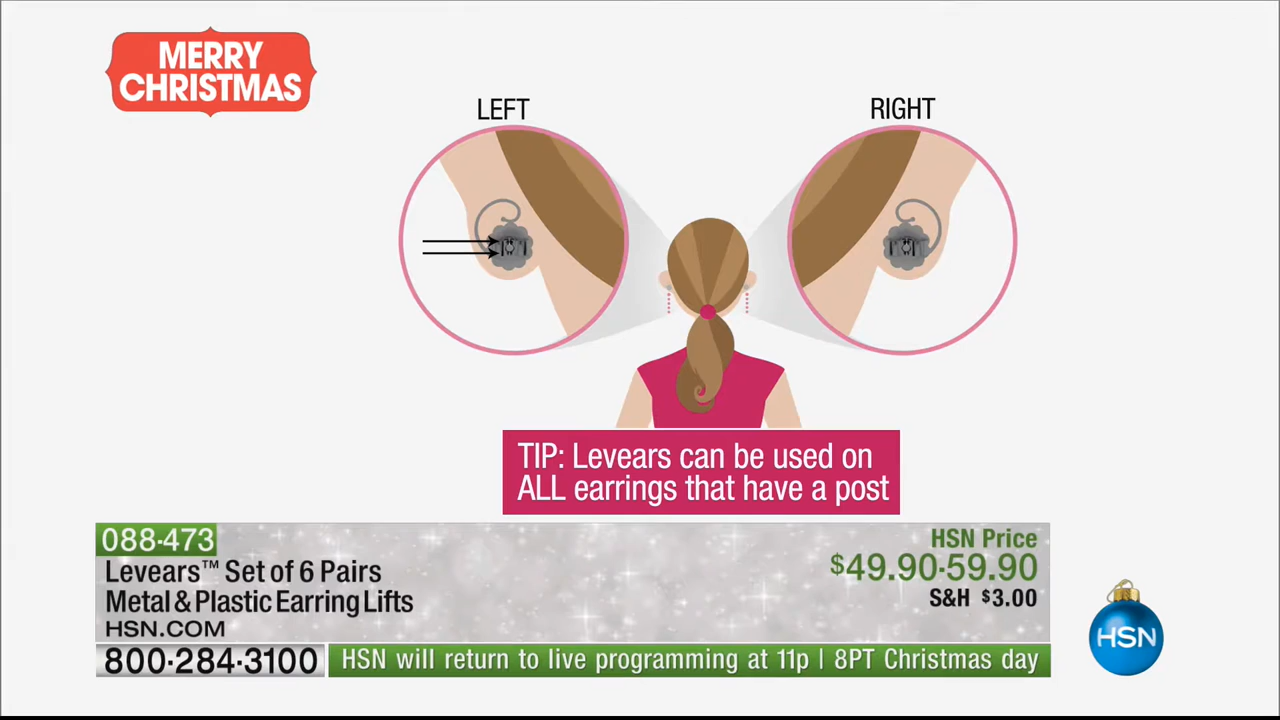 MERRY
CHRISTMAS
LEFT
RIGHT
TIP: Levears can be used on
ALL earrings that have a post
088-473
Levears™ Set of 6 Pairs
Metal & Plastic Earring Lifts
HSN.COM
HSN Price
$49.90-59.90
S&H $3.00
800·284·3100
HSN will return to live programming at 11p | 8PT Christmas day
HSN